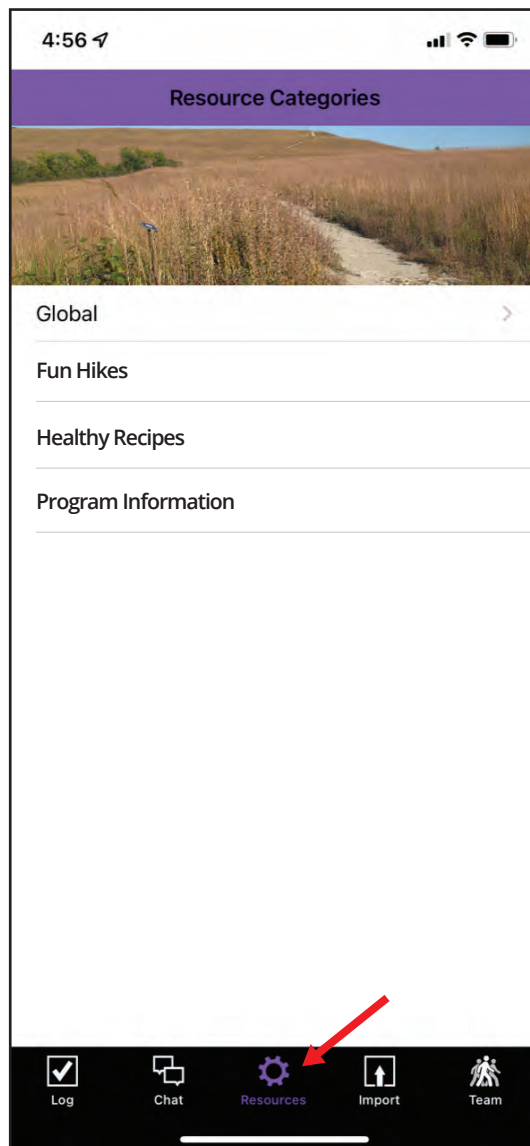 4:56
Resource Categories
Global
Fun Hikes
Healthy Recipes
Program Information
Log Chat Resources Import Team